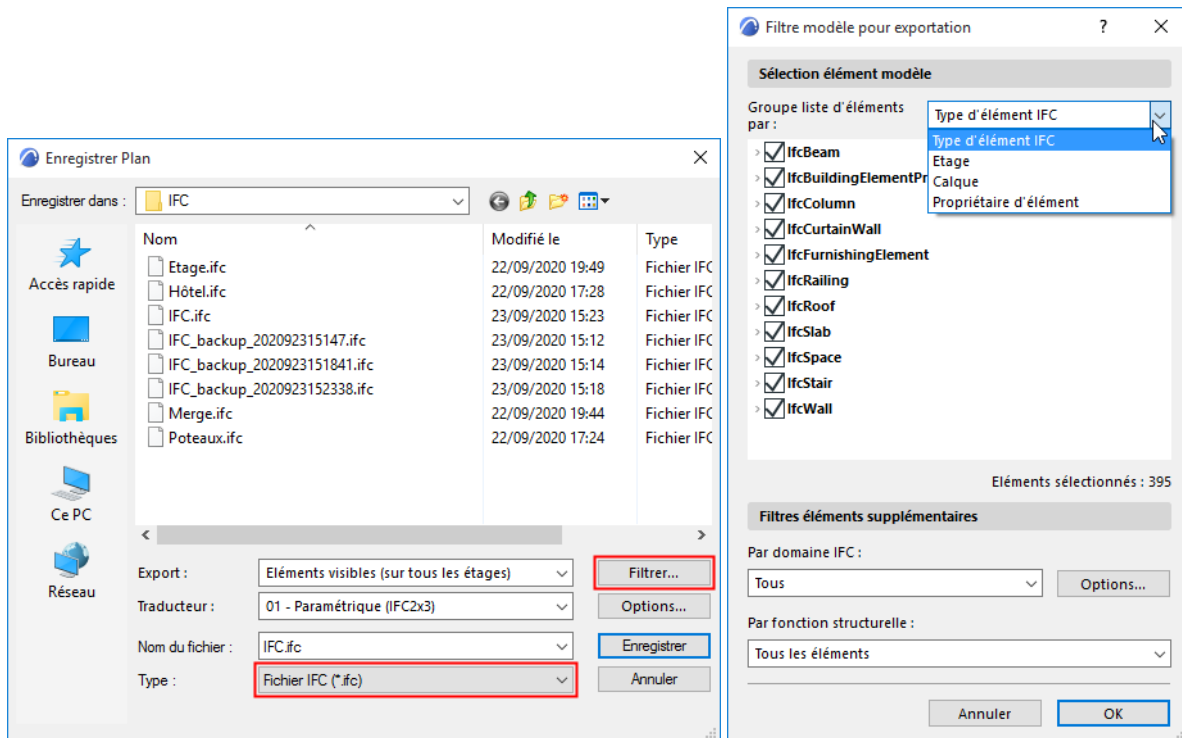 Enregistrer Plan
Enregistrer dans :
IFC
Accès rapide
Bureau
Bibliothèques
Ce PC
Réseau
Nom
Modifié le
Type
Etage.ifc
22/09/2020 19:49
Fichier IFC
Hôtel.ifc
22/09/2020 17:28
Fichier IFC
IFC.ifc
23/09/2020 15:23
Fichier IFC
IFC_backup_202092315147.ifc
23/09/2020 15:12
Fichier IFC
IFC_backup_2020923151841.ifc
23/09/2020 15:14
Fichier IFC
IFC_backup_2020923152338.ifc
23/09/2020 15:18
Fichier IFC
Merge.ifc
22/09/2020 19:44
Fichier IFC
Poteaux.ifc
22/09/2020 17:24
Fichier IFC
Export :
Eléments visibles (sur tous les étages)
Filtrer...
Traducteur :
01 - Paramétrique (IFC2x3)
Options...
Nom du fichier :
IFC.ifc
Enregistrer
Type :
Fichier IFC (*.ifc)
Annuler
Filtre modèle pour exportation
?
Sélection élément modèle
Groupe liste d'éléments
par :
Type d'élément IFC
Type d'élément IFC
Etage
Calque
Propriétaire d'élément
IfcBeam
IfcBuildingElementPr
IfcColumn
IfcCurtainWall
IfcFurnishingElement
IfcRailing
IfcRoof
IfcSlab
IfcSpace
IfcStair
IfcWall
Eléments sélectionnés : 395
Filtres éléments supplémentaires
Par domaine IFC :
Tous
Options...
Par fonction structurelle :
Tous les éléments
Annuler
OK